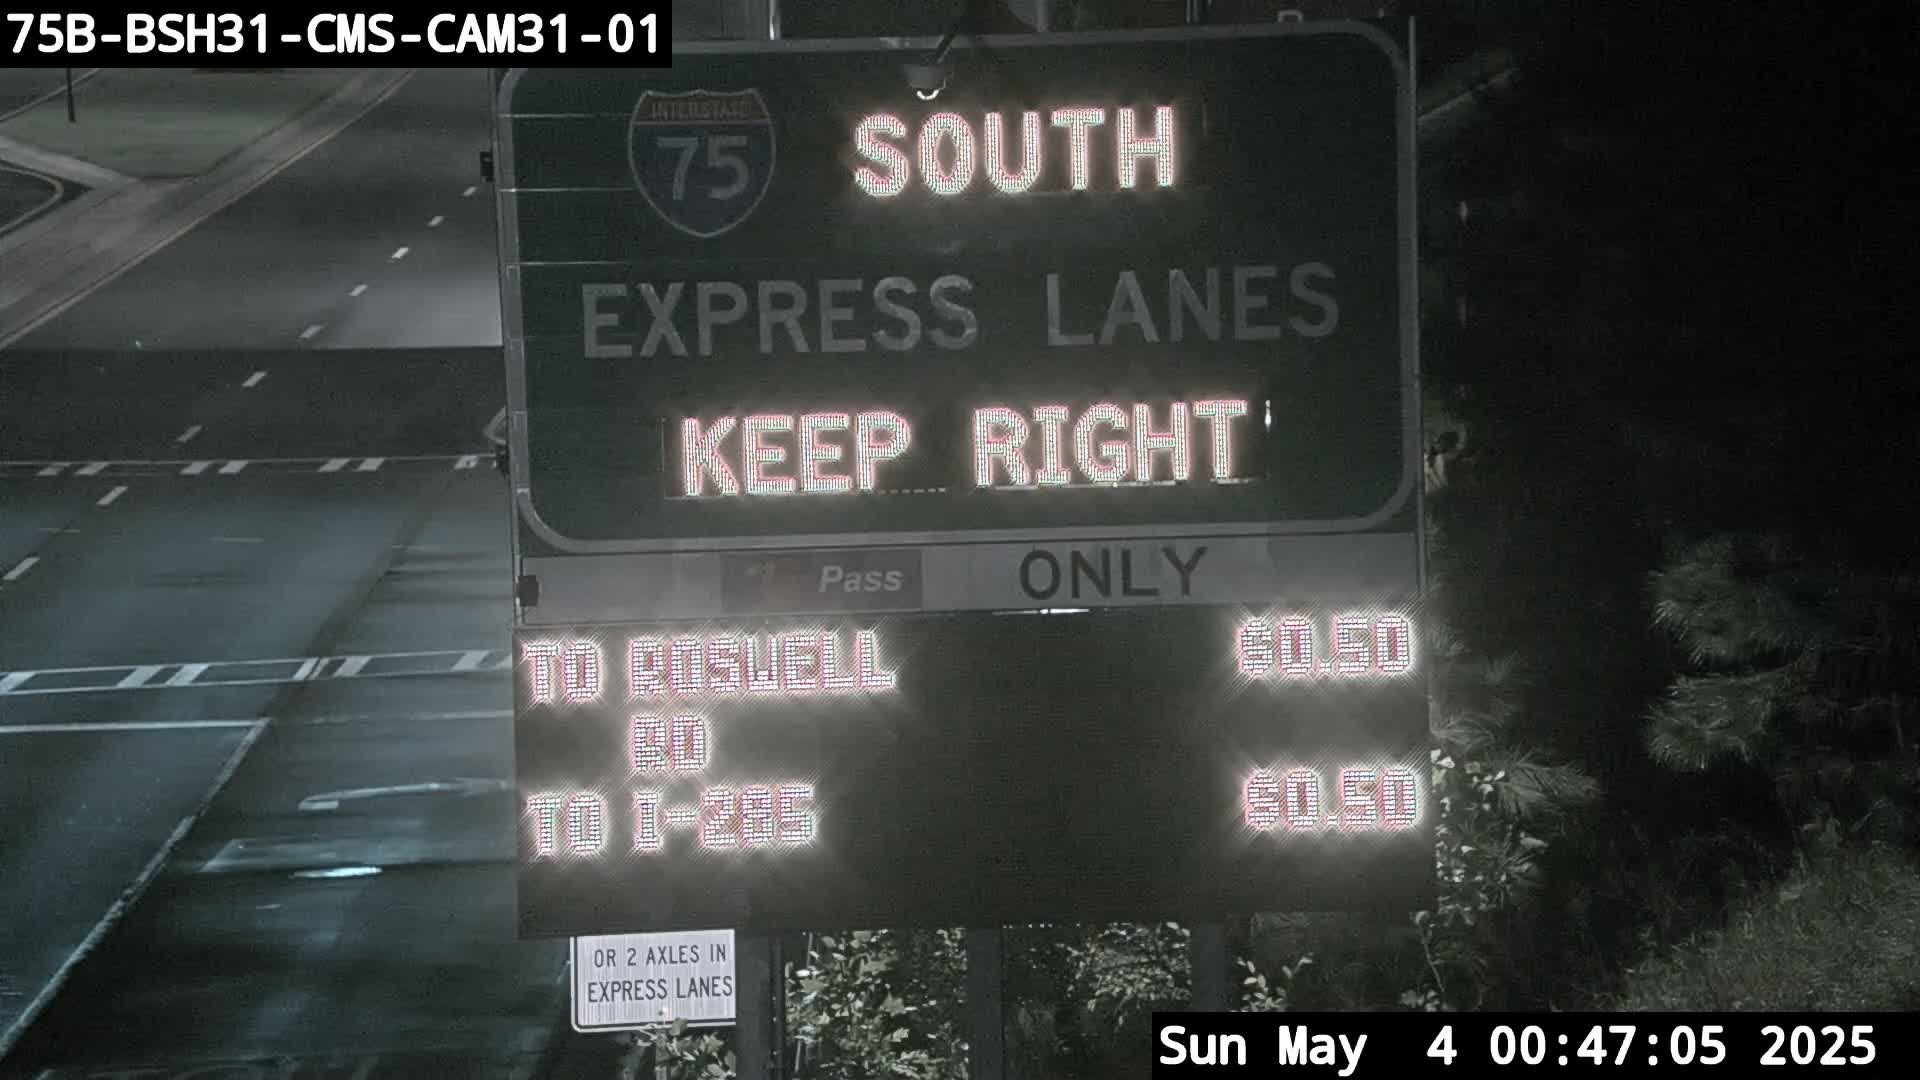 75B-BSH31-CMS-CAM31-01
INTERSTATE
75
SOUTH
EXPRESS LANES
KEEP RIGHT
Pass ONLY
TO ROSWELL $0.50
RD
TO I-285 $0.50
OR 2 AXLES IN
EXPRESS LANES
Sun May 4 00:47:05 2025